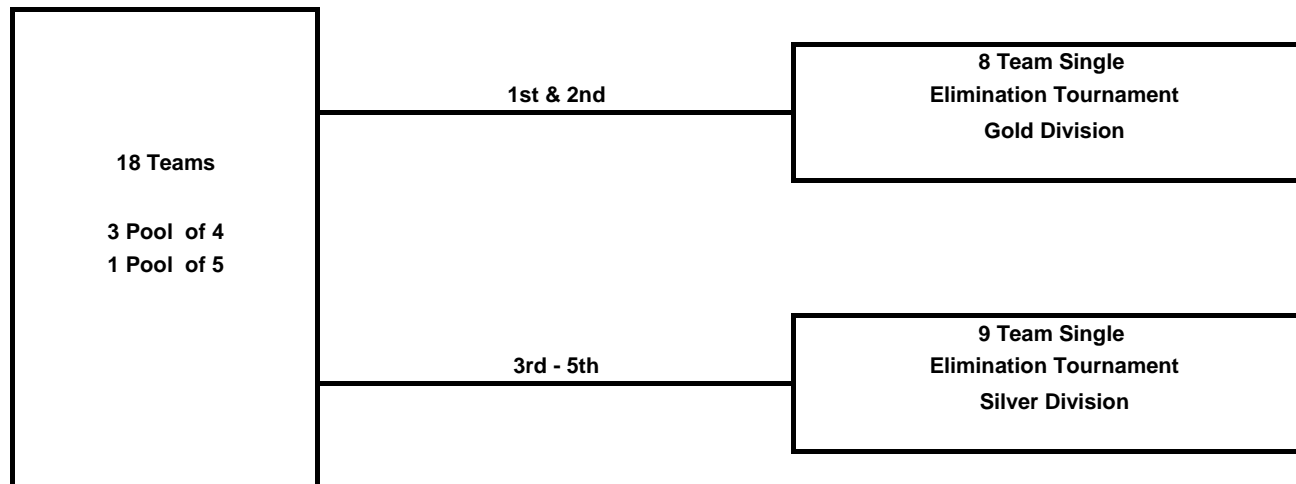 18 Teams
3 Pool of 4
1 Pool of 5
1st & 2nd
8 Team Single
Elimination Tournament
Gold Division
3rd - 5th
9 Team Single
Elimination Tournament
Silver Division